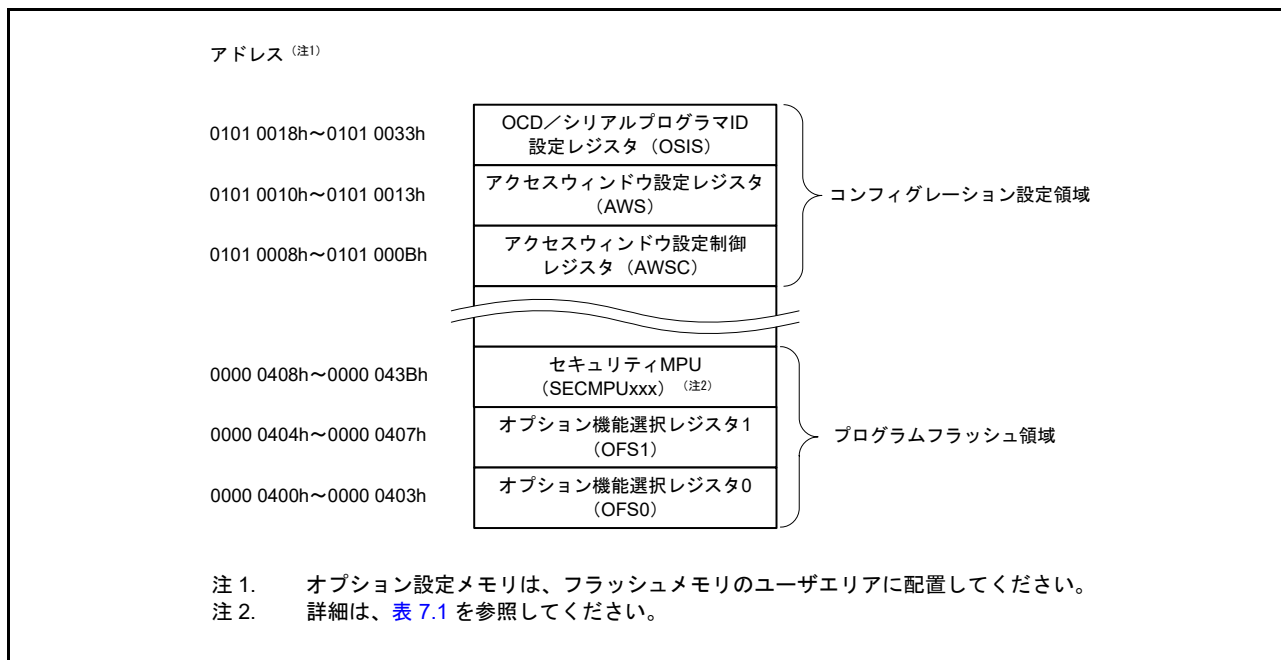 アドレス（注1）
0101 0018h～0101 0033h
OCD／シリアルプログラマID
設定レジスタ（OSIS）
0101 0010h～0101 0013h
アクセスウィンドウ設定レジスタ
（AWS）
コンフィグレーション設定領域
0101 0008h～0101 000Bh
アクセスウィンドウ設定制御
レジスタ（AWSC）
0000 0408h～0000 043Bh
セキュリティMPU
（SECMPUxxx）（注2）
0000 0404h～0000 0407h
オプション機能選択レジスタ1
（OFS1）
プログラムフラッシュ領域
0000 0400h～0000 0403h
オプション機能選択レジスタ0
（OFS0）
注 1. オプション設定メモリは、フラッシュメモリのユーザエリアに配置してください。
注 2. 詳細は、表 7.1 を参照してください。